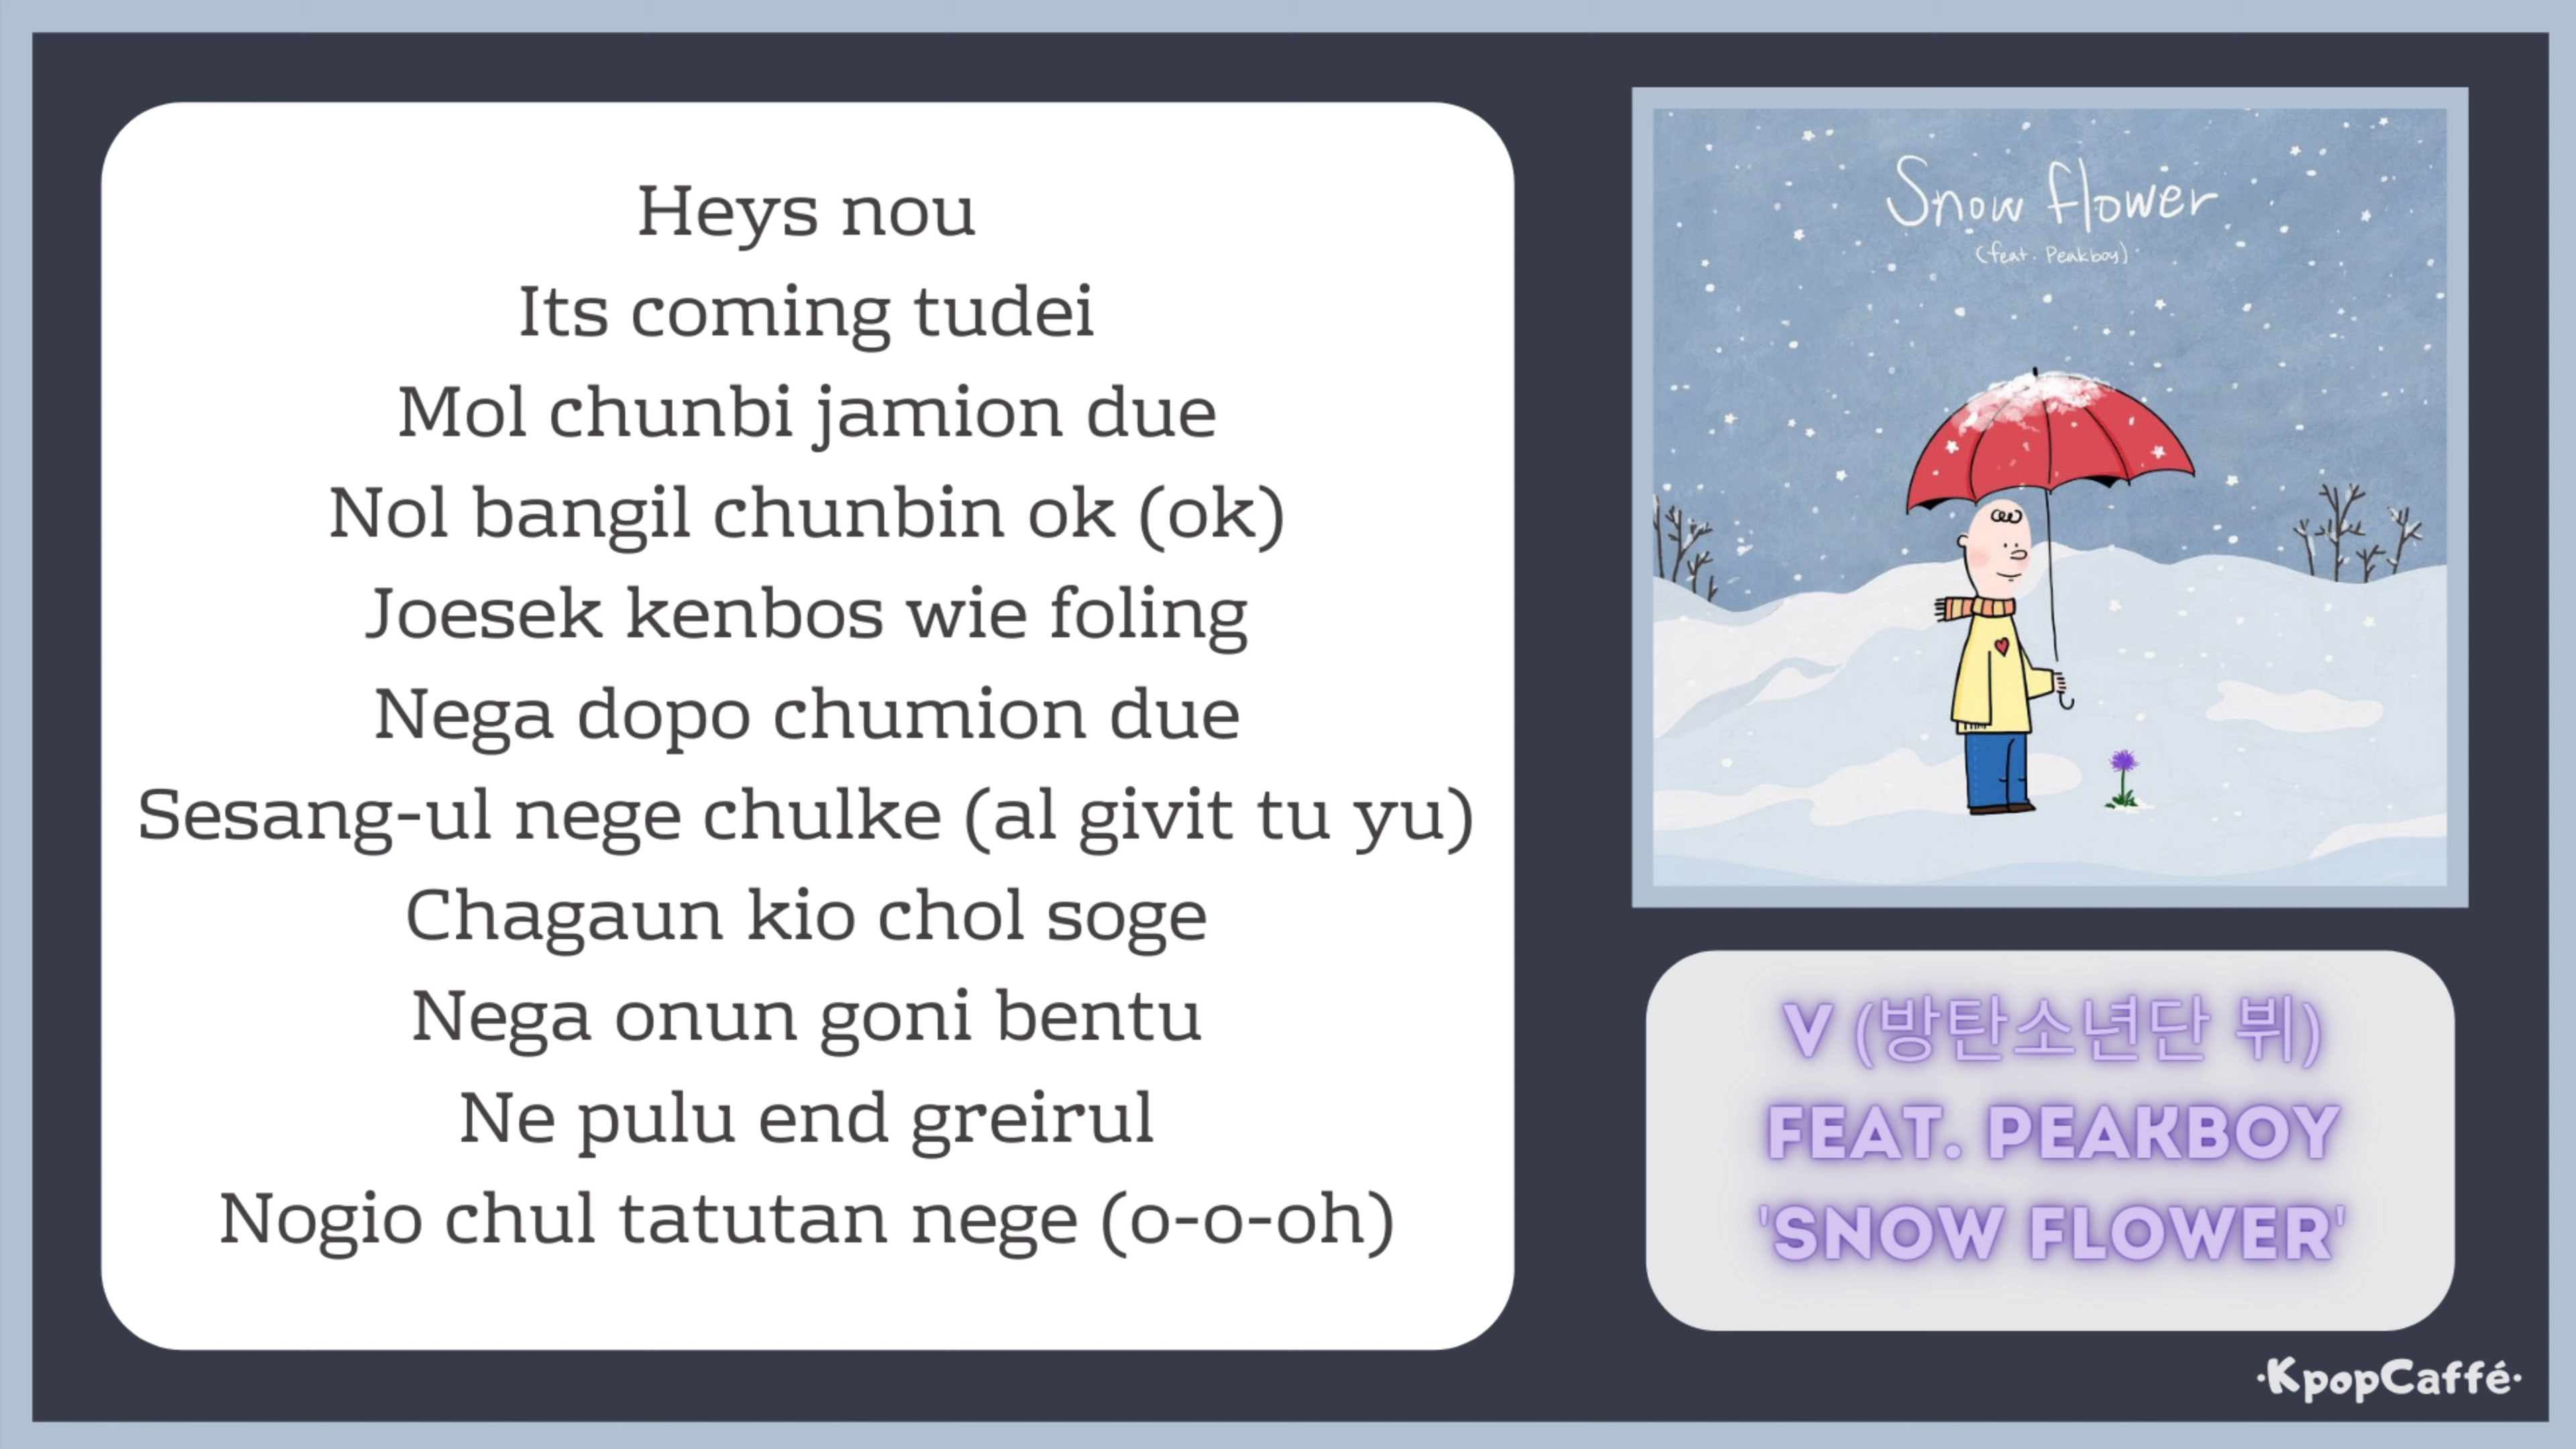 Heys nou
Its coming tudei
Mol chunbi jamion due
Nol bangil chunbin ok (ok)
Joesek kenbos wie foling
Nega dopo chumion due
Sesang-ul nege chulke (al givit tu yu)
Chagaun kio chol soge
Nega onun goni bentu
Ne pulu end greirul
Nogio chul tatutan nege (o-o-oh)
Snow flower
(feat. Peakboy)
V (방탄소년단 뷔)
FEAT. PEAKBOY
'SNOW FLOWER'
·KpopCaffé·